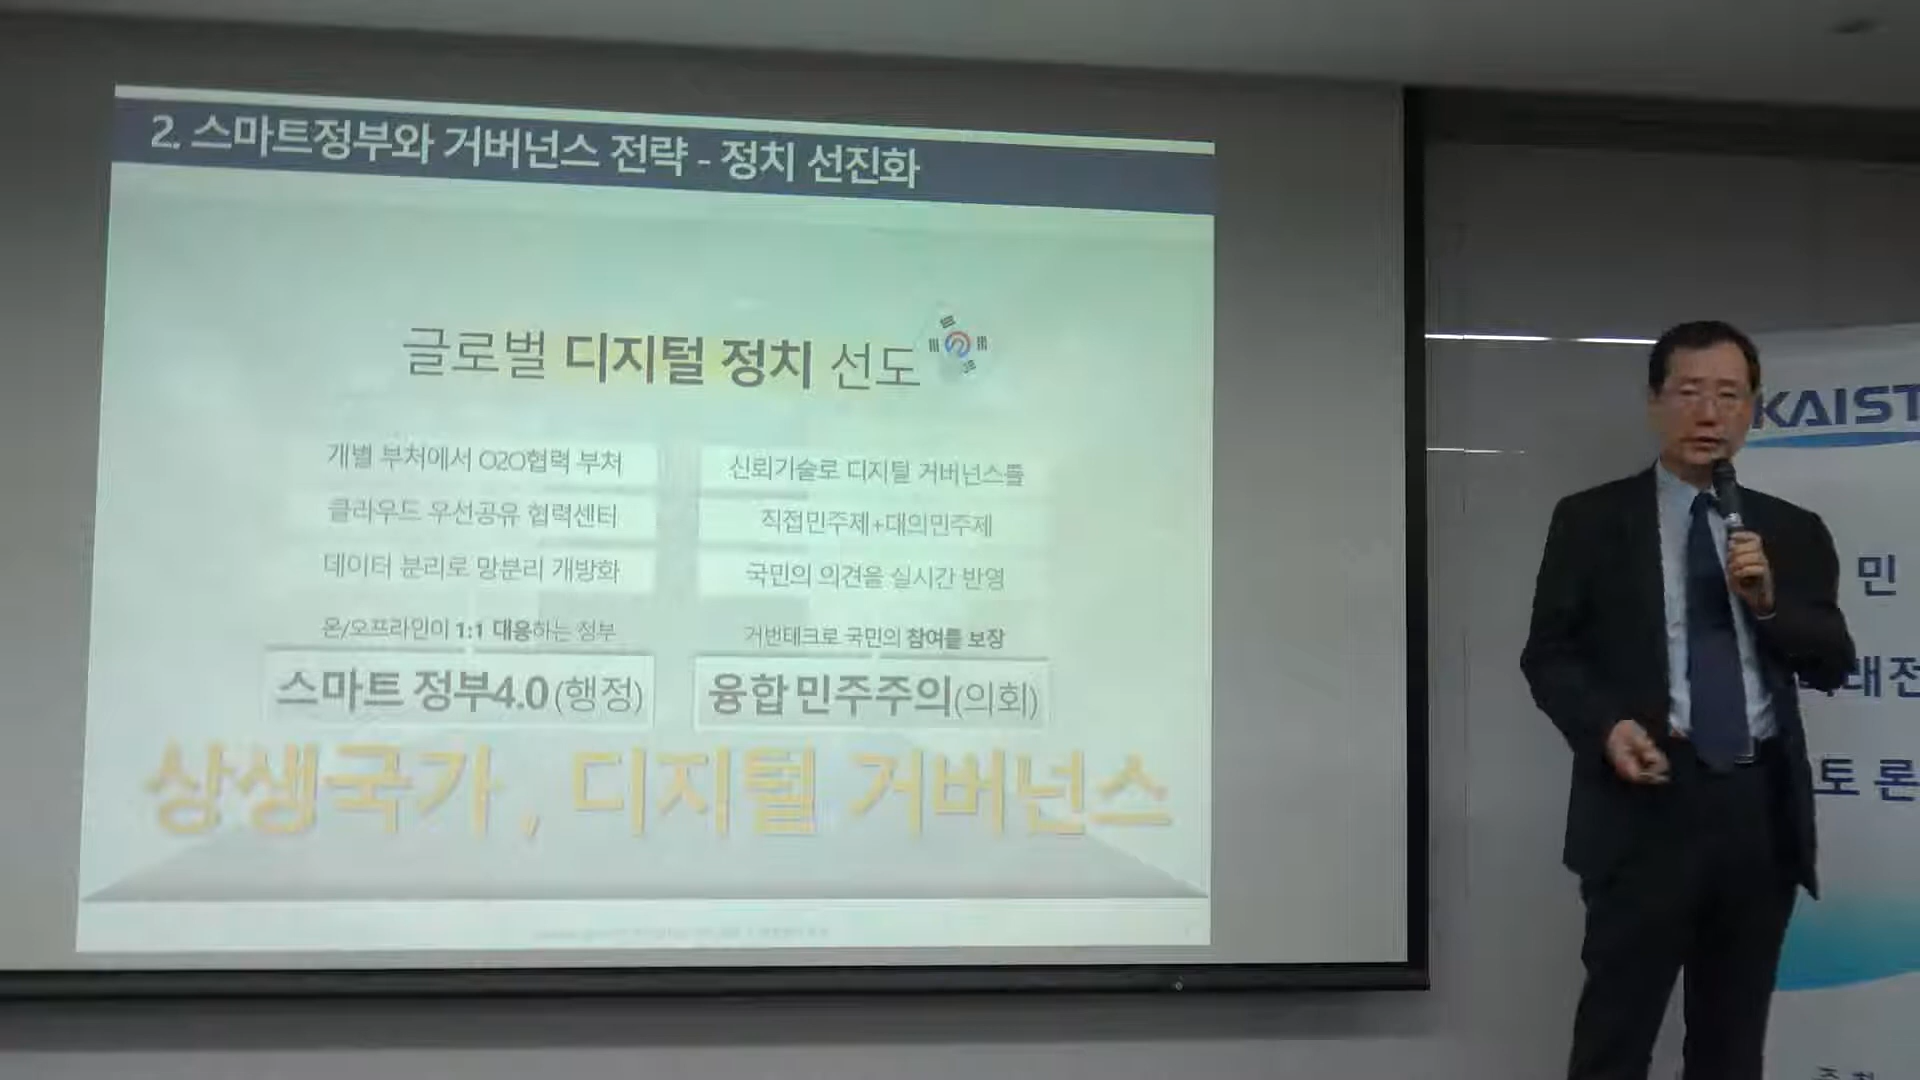 2. 스마트정부와 거버넌스 전략 - 정치 선진화
글로벌 디지털 정치 선도
개별 부처에서 O2O협력 부처
클라우드 우선공유 협력센터
데이터 분리로 망분리 개방화
온/오프라인이 1:1 대응하는 정부
스마트 정부4.0(행정)
신뢰기술로 디지털 거버넌스를
직접민주제+대의민주제
국민의 의견을 실시간 반영
거번테크로 국민의 참여를 보장
융합민주주의(의회)
상생국가, 디지털 거버넌스
KAIST
민
래전
토론